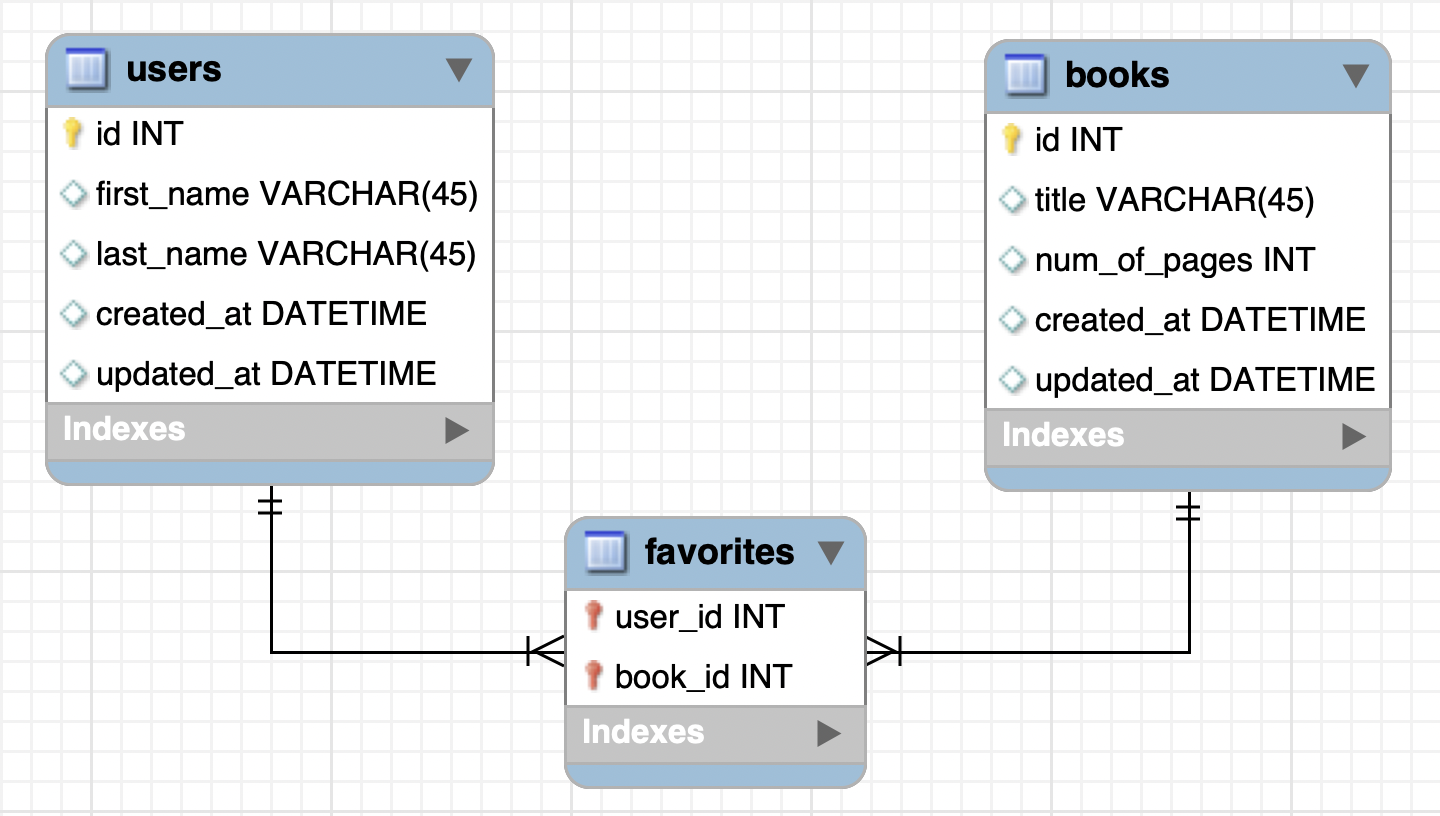 users
id INT
first_name VARCHAR(45)
last_name VARCHAR(45)
created_at DATETIME
updated_at DATETIME
Indexes
books
id INT
title VARCHAR(45)
num_of_pages INT
created_at DATETIME
updated_at DATETIME
Indexes
favorites
user_id INT
book_id INT
Indexes